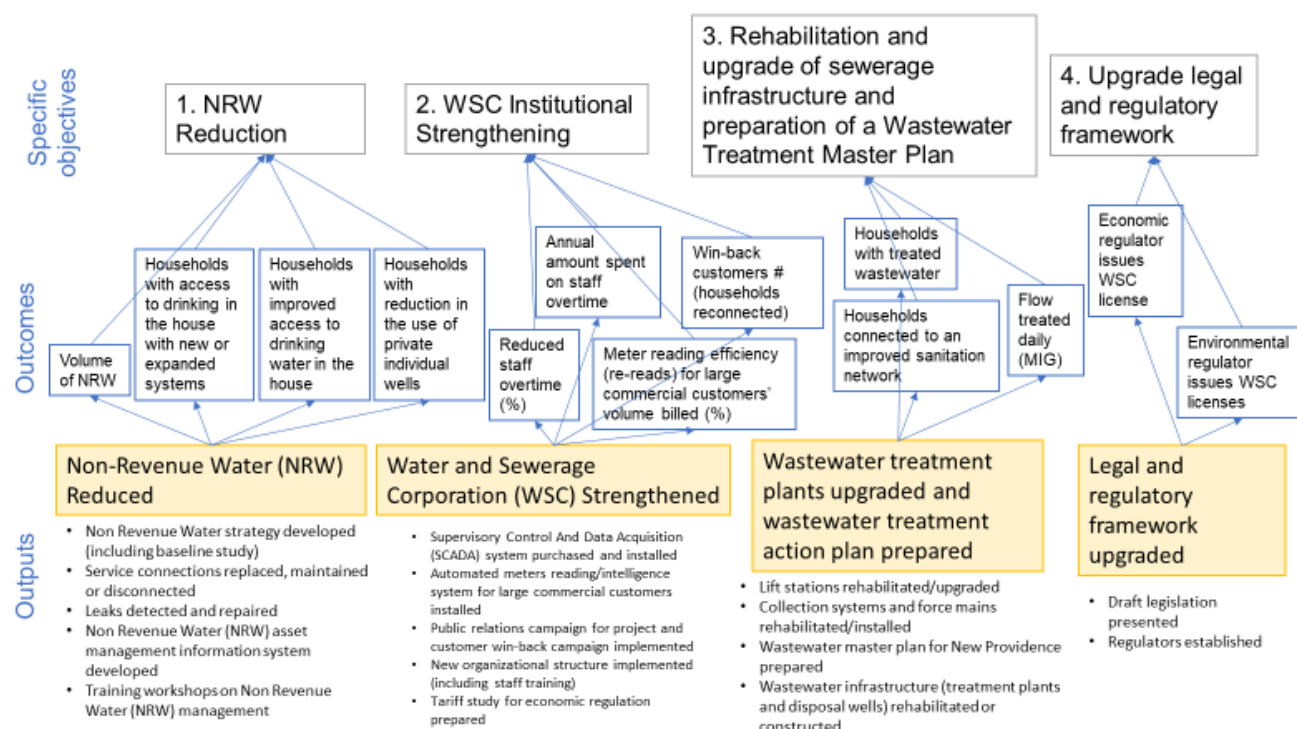 Specific
objectives
1. NRW
Reduction
2. WSC Institutional
Strengthening
3. Rehabilitation and
upgrade of sewerage
infrastructure and
preparation of a Wastewater
Treatment Master Plan
4. Upgrade legal
and regulatory
framework
Outcomes
Volume
of NRW
Households
with access
to drinking in
the house
with new or
expanded
systems
Households
with
improved
access to
drinking
water in the
house
Households
with
reduction in
the use of
private
individual
wells
Reduced
staff
overtime
(%)
Annual
amount spent
on staff
overtime
Win-back
customers #
(households
reconnected)
Meter reading efficiency
(re-reads) for large
commercial customers'
volume billed (%)
Households
with treated
wastewater
Households
connected to an
improved sanitation
network
Flow
treated
daily
(MIG)
Economic
regulator
issues
WSC
license
Environmental
regulator
issues WSC
licenses
Outputs
Non-Revenue Water (NRW)
Reduced
• Non Revenue Water strategy developed
(including baseline study)
• Service connections replaced, maintained
or disconnected
• Leaks detected and repaired
• Non Revenue Water (NRW) asset
management information system
developed
• Training workshops on Non Revenue
Water (NRW) management
Water and Sewerage
Corporation (WSC) Strengthened
• Supervisory Control And Data Acquisition
(SCADA) system purchased and installed
• Automated meters reading/intelligence
system for large commercial customers
installed
• Public relations campaign for project and
customer win-back campaign implemented
• New organizational structure implemented
(including staff training)
• Tariff study for economic regulation
prepared
Wastewater treatment
plants upgraded and
wastewater treatment
action plan prepared
• Lift stations rehabilitated/upgraded
• Collection systems and force mains
rehabilitated/installed
• Wastewater master plan for New Providence
prepared
• Wastewater infrastructure (treatment plants
and disposal wells) rehabilitated or
constructed
Legal and
regulatory
framework
upgraded
• Draft legislation
presented
• Regulators established